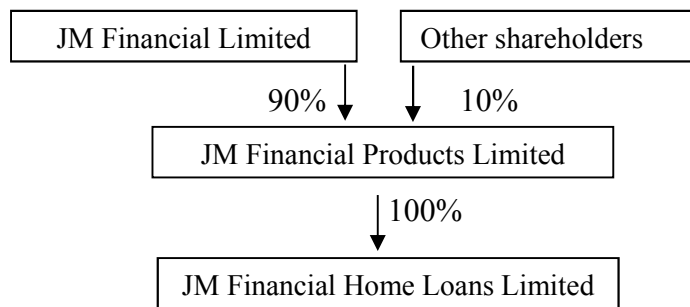 JM Financial Limited
Other shareholders
90%
10%
JM Financial Products Limited
100%
JM Financial Home Loans Limited